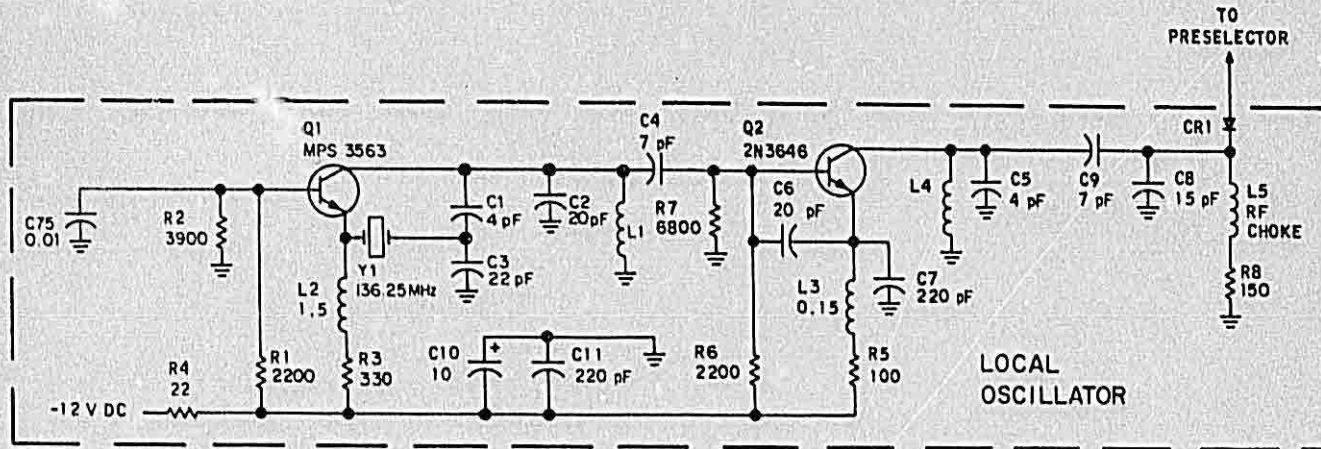 TO
PRESELECTOR
CR1
Q1
MPS 3563
C4
7 pF
Q2
2N3646
C75
0.01
R2
3900
C1
4 pF
C2
20pF
L1
R7
6800
C6
20 pF
L4
C5
4 pF
C9
7 pF
C8
15 pF
L5
RF
CHOKE
Y1
136.25MHz
C3
22 pF
L2
1.5
L3
0.15
C7
220 pF
R8
150
R4
22
R1
2200
R3
330
C10
10
+
C11
220 pF
R6
2200
R5
100
LOCAL
OSCILLATOR
-12 V DC